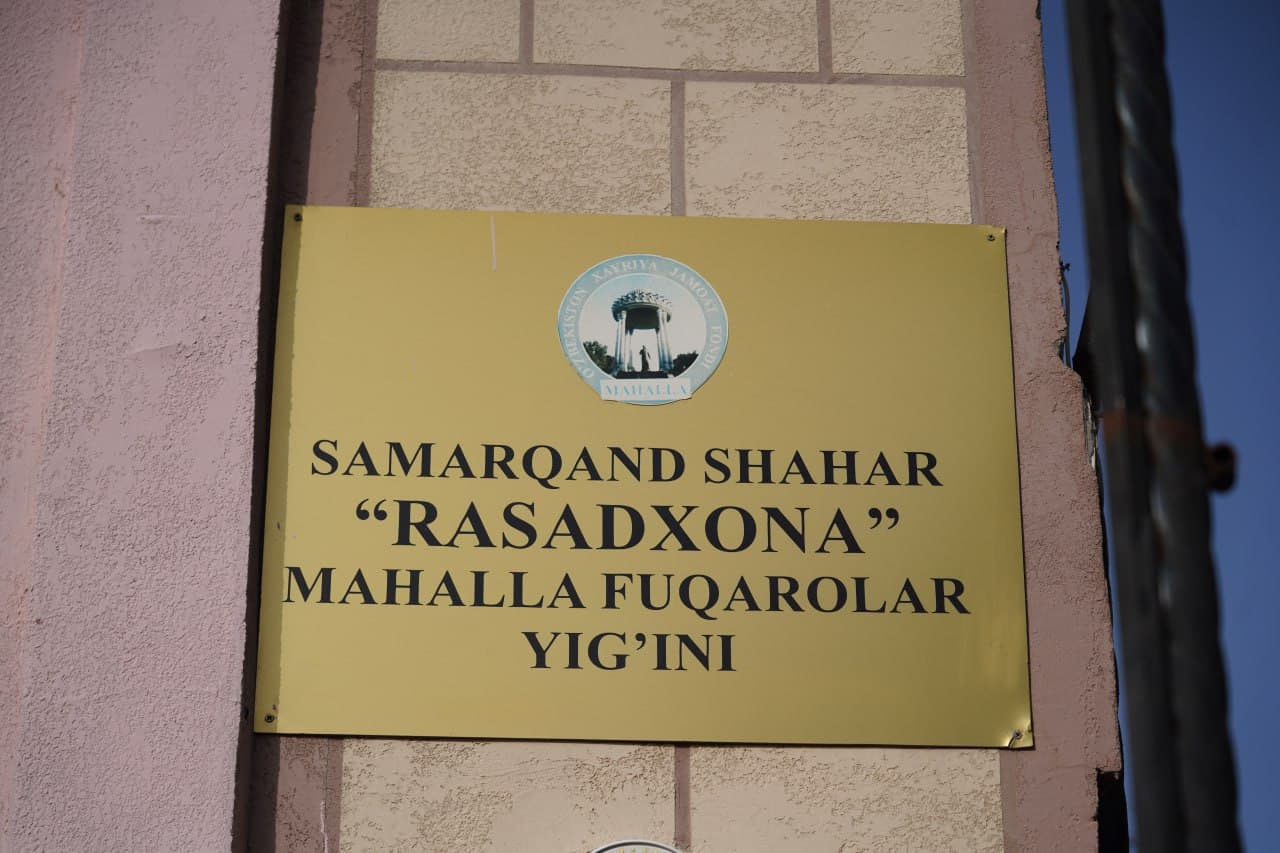 O'ZBEKISTON XAYRIYA JAMOAT FONDI
MAHALLA
SAMARQAND SHAHAR
“RASADXONA”
MAHALLA FUQAROLAR
YIG’INI